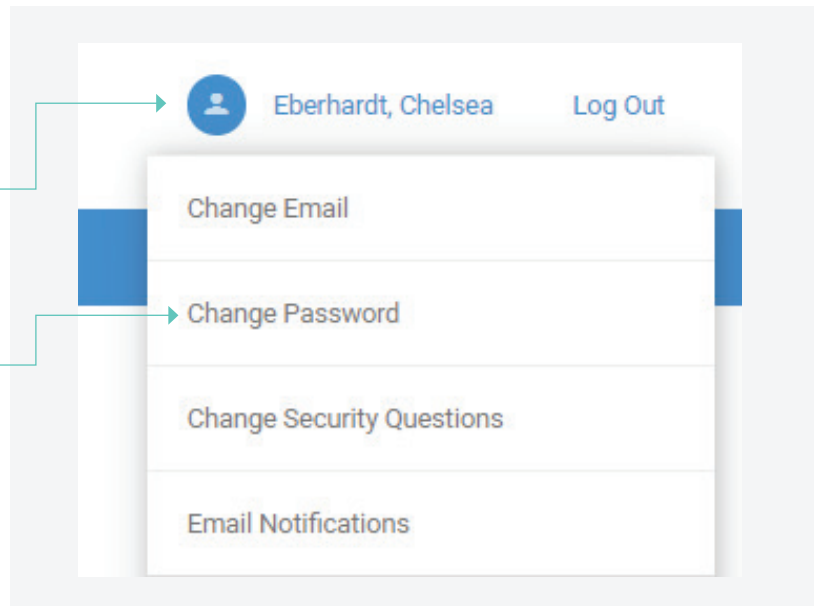 Eberhardt, Chelsea Log Out
Change Email
Change Password
Change Security Questions
Email Notifications